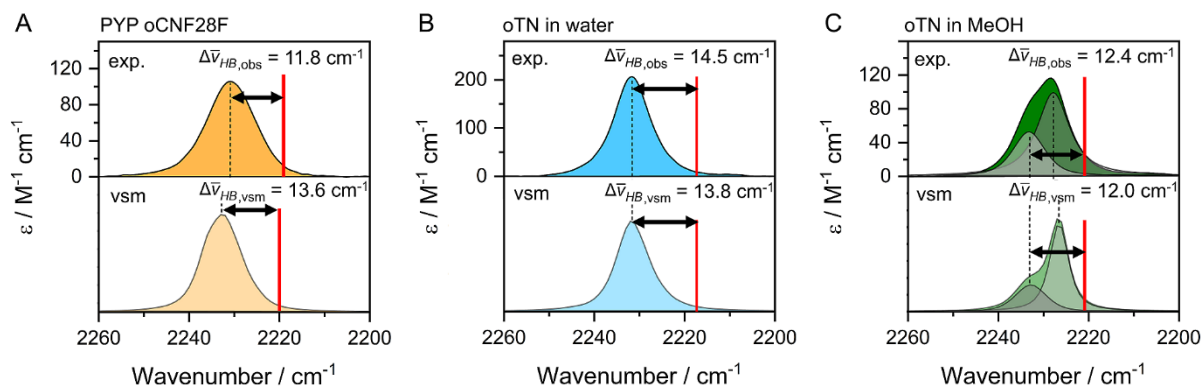 A
PYP oCNF28F
exp.
Δν̄HB,obs = 11.8 cm⁻¹
120
80
40
0
vsm
Δν̄HB,vsm = 13.6 cm⁻¹
ε / M⁻¹ cm⁻¹
2260 2240 2220 2200
Wavenumber / cm⁻¹
B
oTN in water
exp.
Δν̄HB,obs = 14.5 cm⁻¹
200
100
0
vsm
Δν̄HB,vsm = 13.8 cm⁻¹
ε / M⁻¹ cm⁻¹
2260 2240 2220 2200
Wavenumber / cm⁻¹
C
oTN in MeOH
exp.
Δν̄HB,obs = 12.4 cm⁻¹
120
80
40
0
vsm
Δν̄HB,vsm = 12.0 cm⁻¹
ε / M⁻¹ cm⁻¹
2260 2240 2220 2200
Wavenumber / cm⁻¹